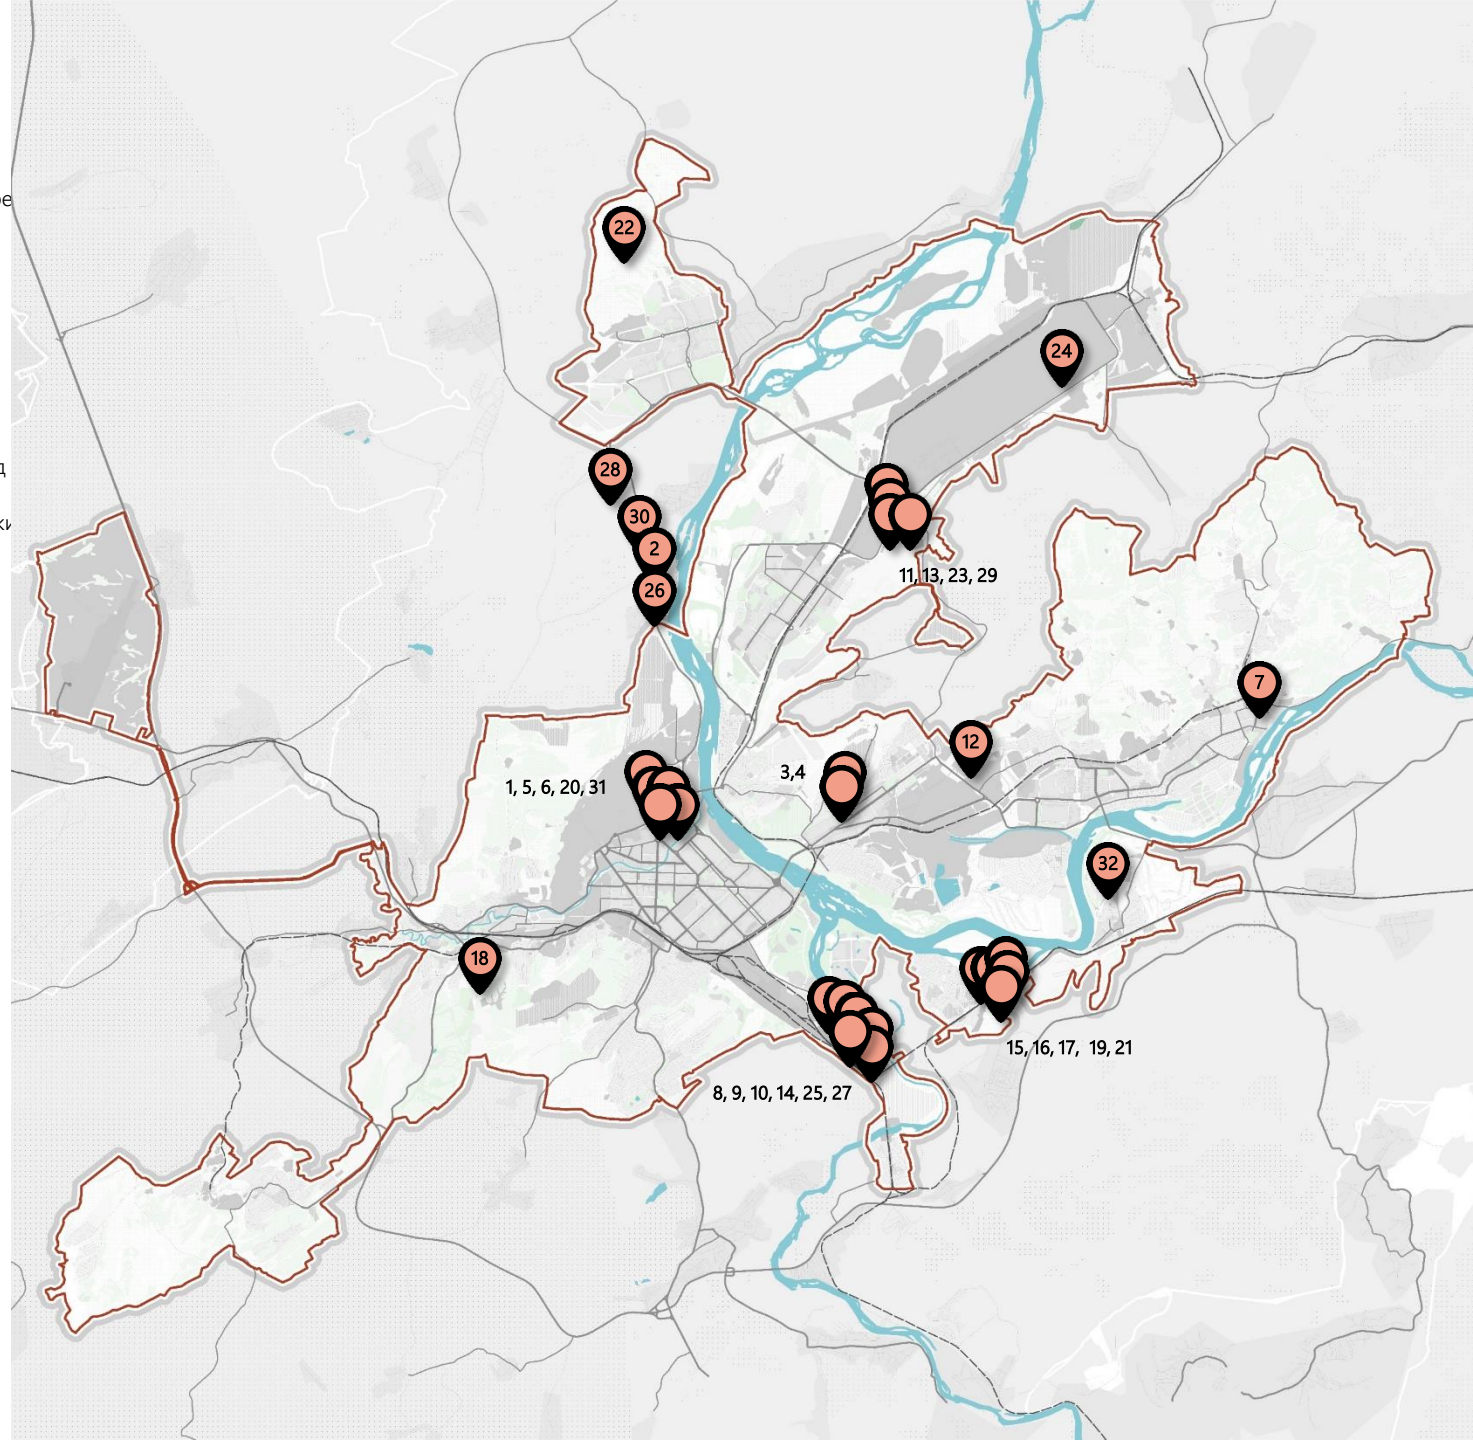 22
24
28
30
2
26
11, 13, 23, 29
7
12
3,4
1, 5, 6, 20, 31
32
18
15, 16, 17, 19, 21
8, 9, 10, 14, 25, 27